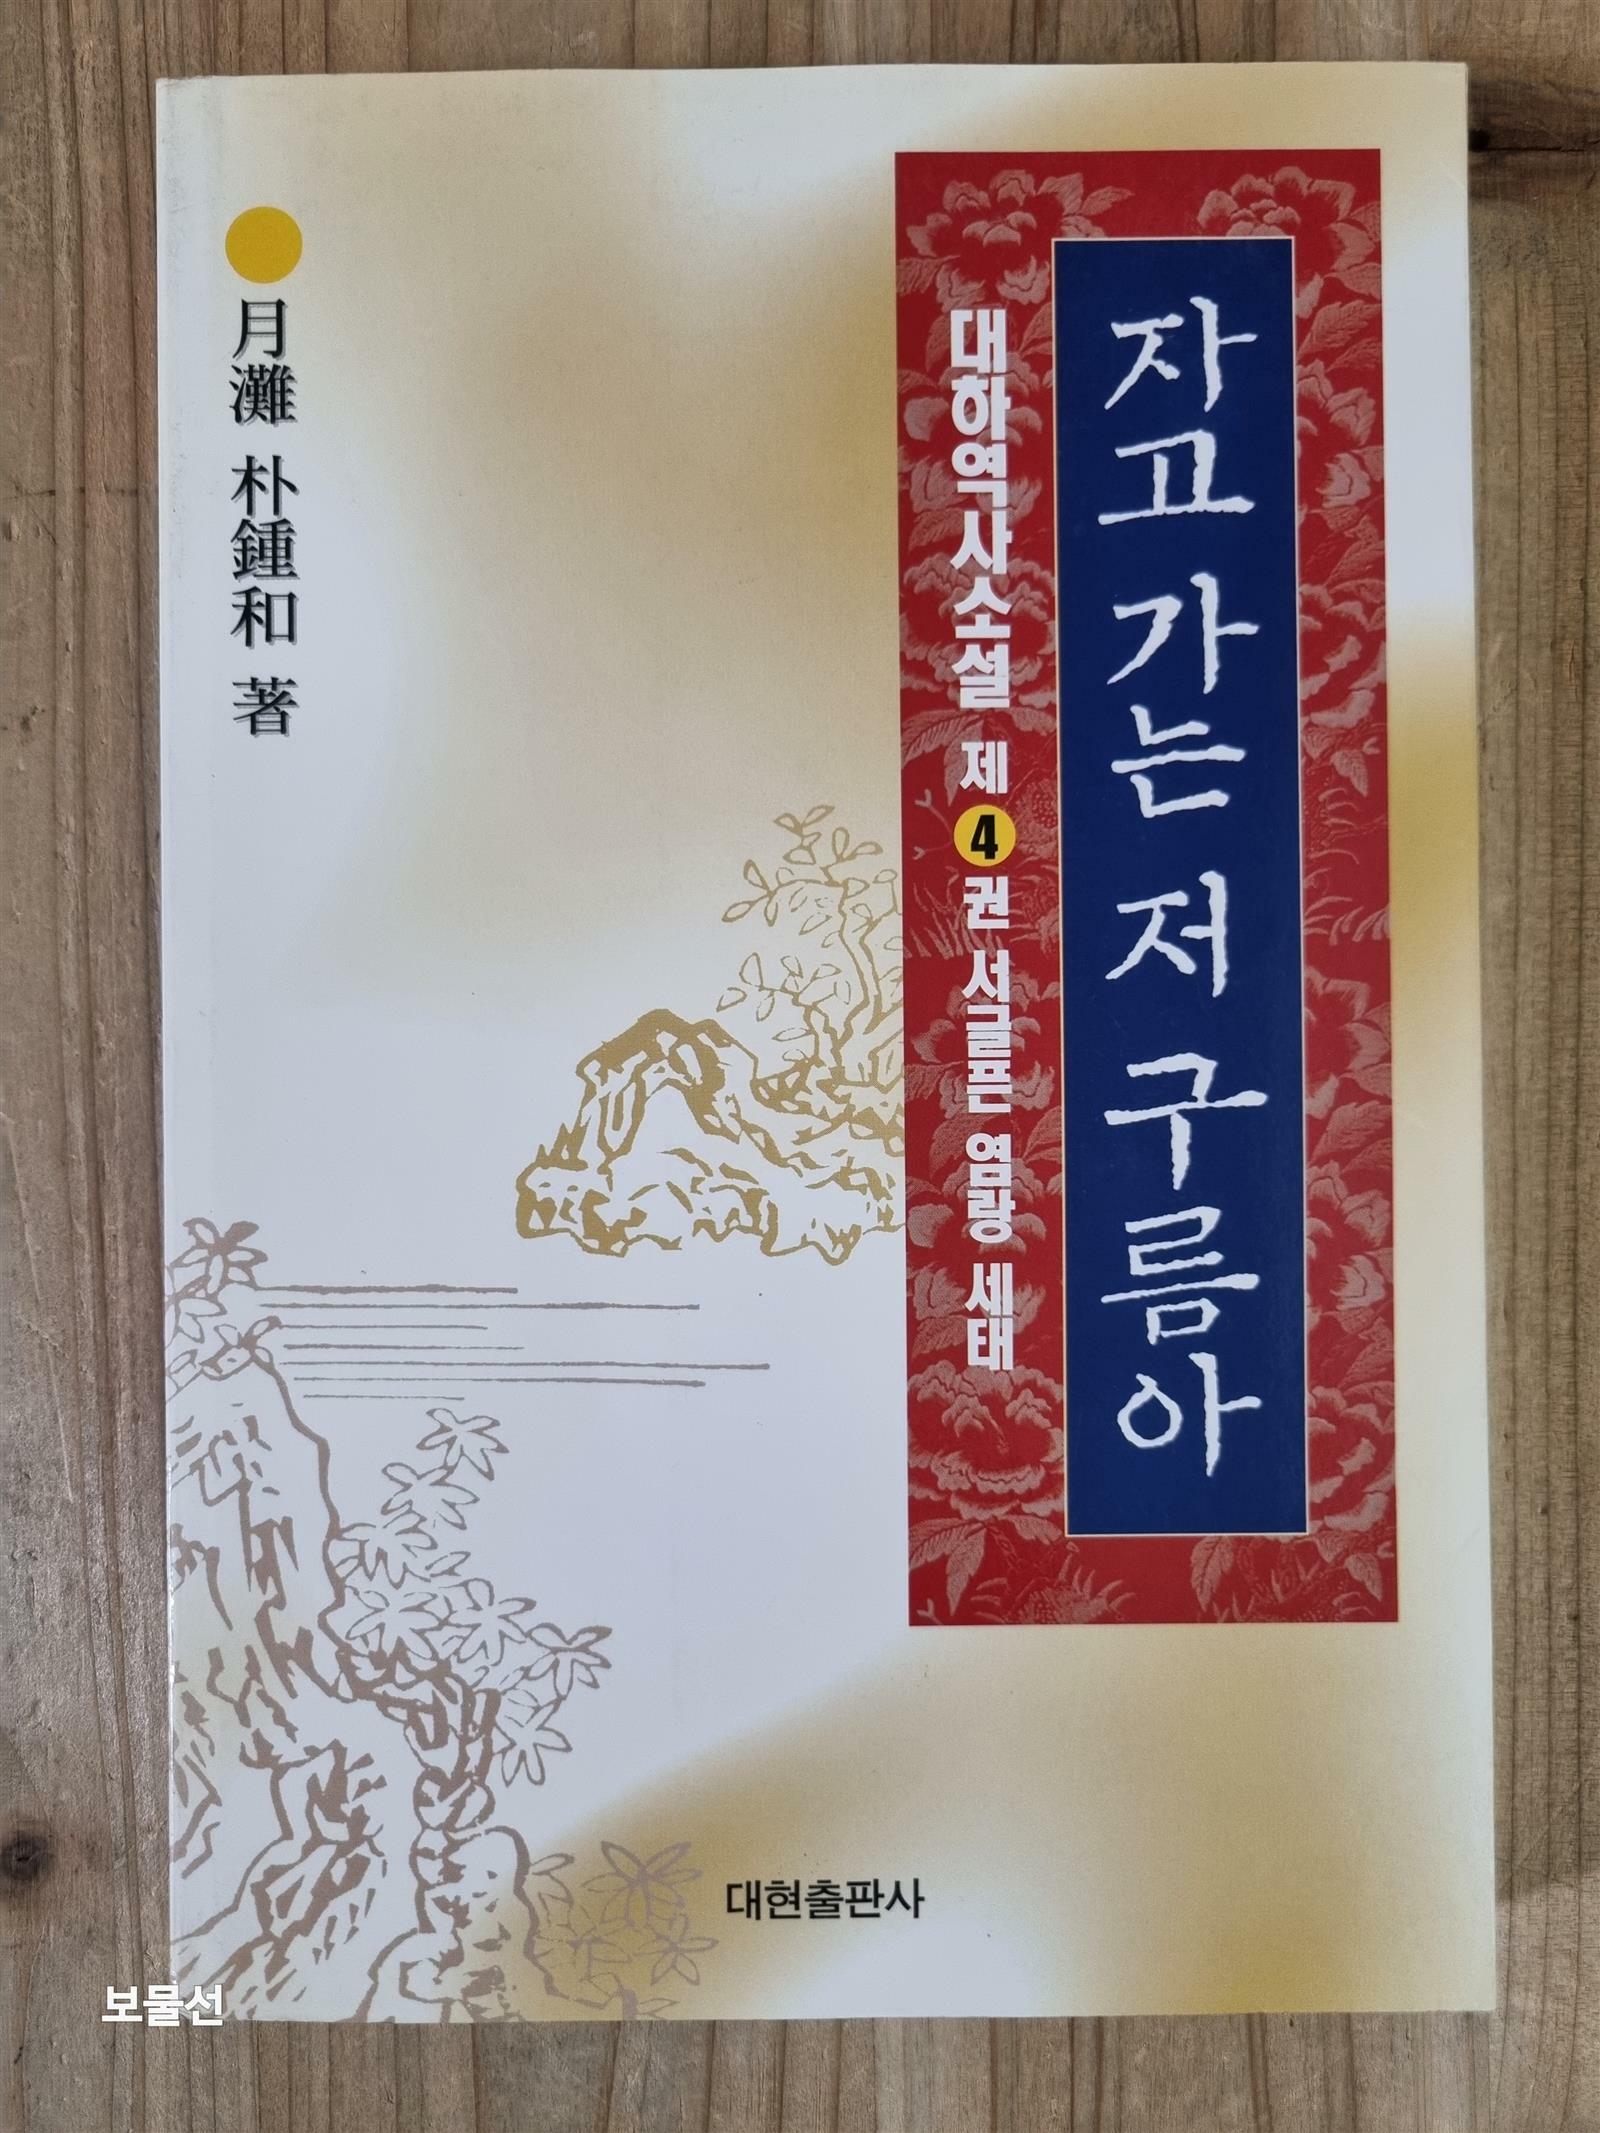 자고 가는 저 구름아
대하역사소설 제4권 서글픈 염량 세태
月灘 朴鍾和 著
대현출판사
보물선